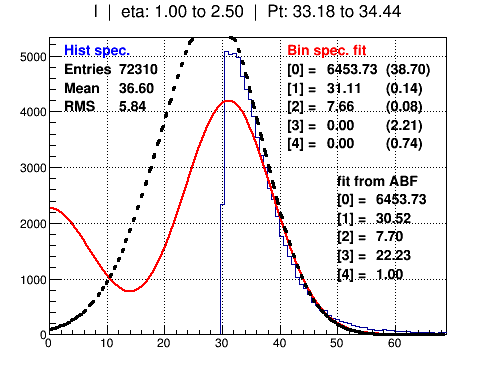 I | eta: 1.00 to 2.50 | Pt: 33.18 to 34.44
Hist spec.
Entries 72310
Mean 36.60
RMS 5.84
Bin spec. fit
[0] = 6453.73 (38.70)
[1] = 31.11 (0.14)
[2] = 7.66 (0.08)
[3] = 0.00 (2.21)
[4] = 0.00 (0.74)
fit from ABF
[0] = 6453.73
[1] = 30.52
[2] = 7.70
[3] = 22.23
[4] = 1.00
5000
4000
3000
2000
1000
0
0 10 20 30 40 50 60